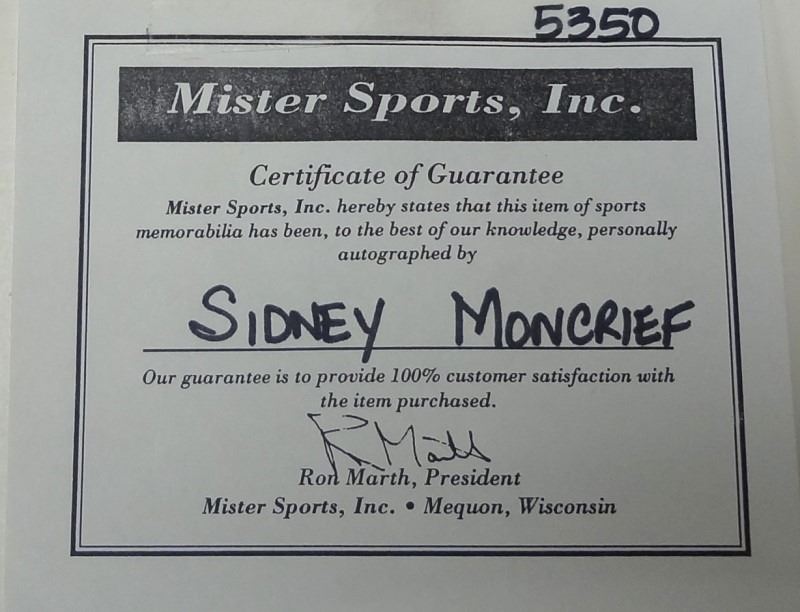 5350
Mister Sports, Inc.
Certificate of Guarantee
Mister Sports, Inc. hereby states that this item of sports
memorabilia has been, to the best of our knowledge, personally
autographed by
SIDNEY MONCRIEF
Our guarantee is to provide 100% customer satisfaction with
the item purchased.
R Marth
Ron Marth, President
Mister Sports, Inc. • Mequon, Wisconsin